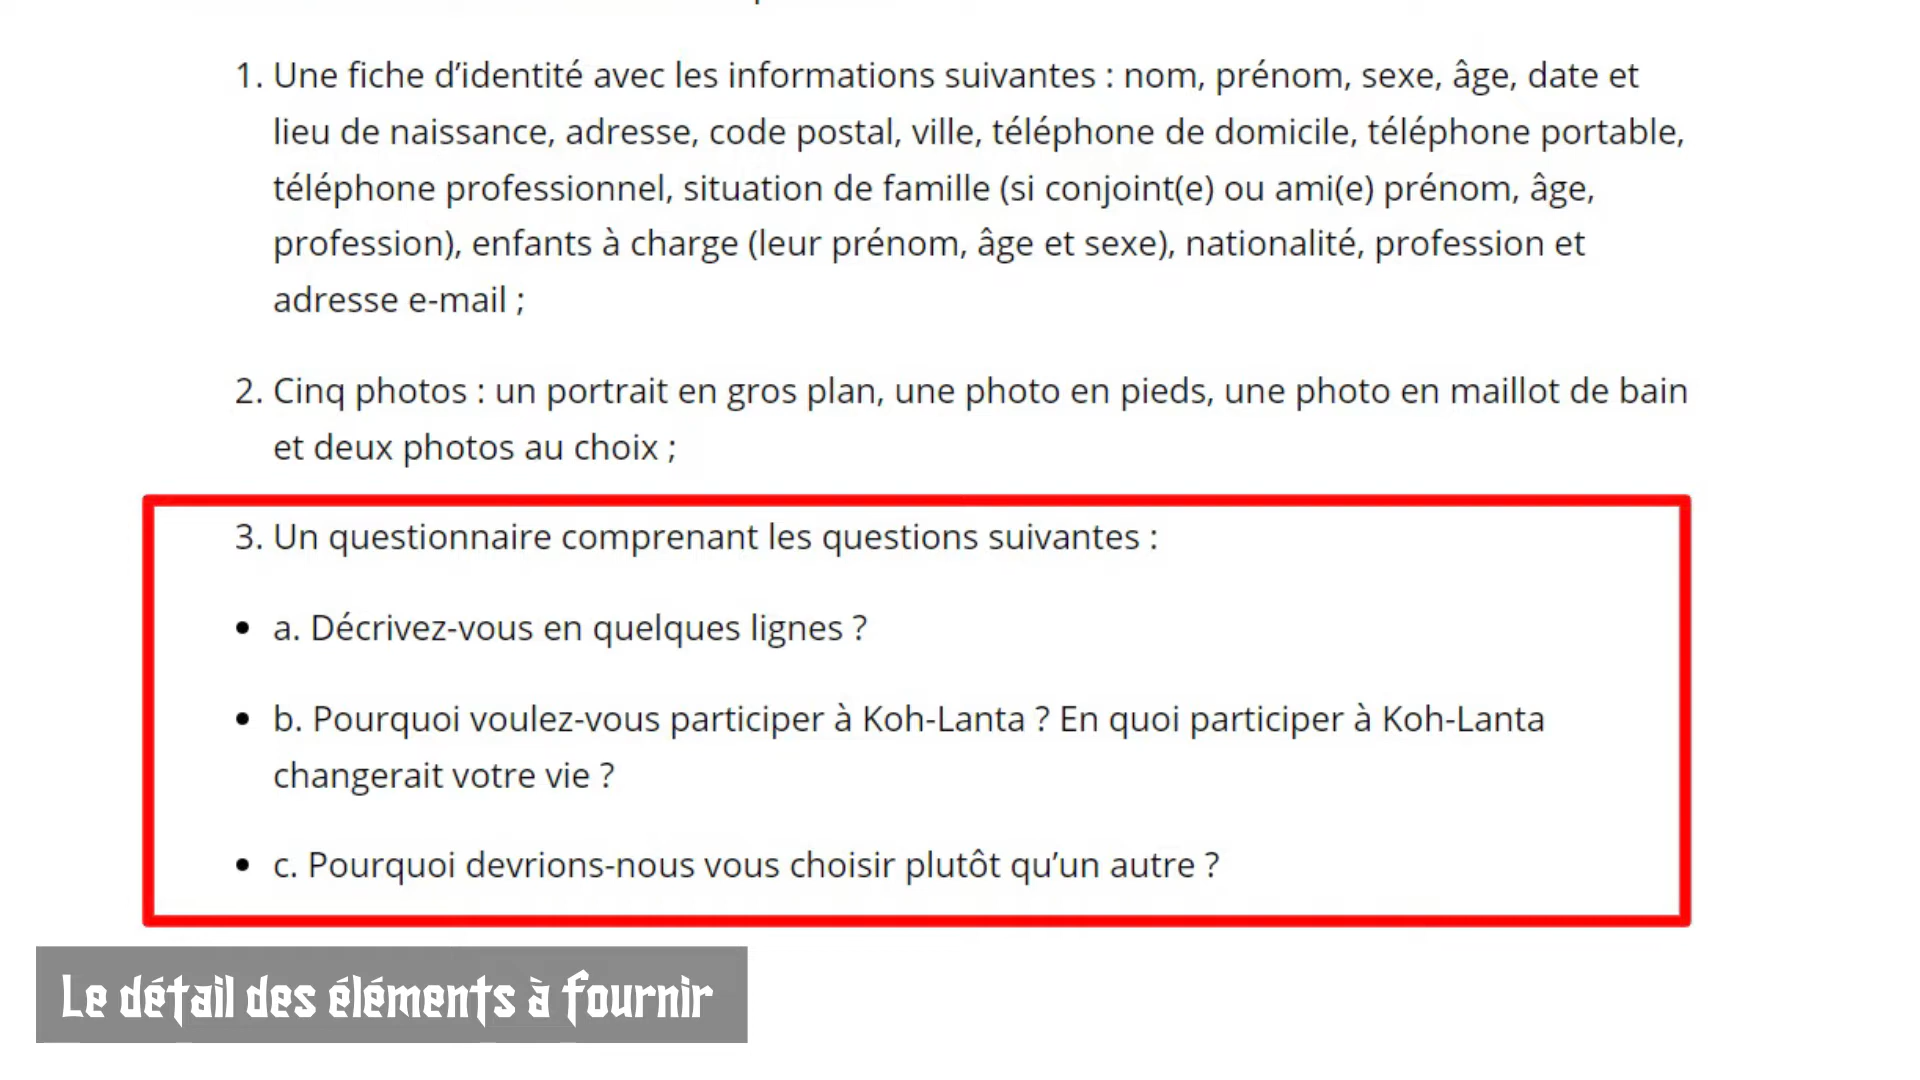 1. Une fiche d’identité avec les informations suivantes : nom, prénom, sexe, âge, date et
lieu de naissance, adresse, code postal, ville, téléphone de domicile, téléphone portable,
téléphone professionnel, situation de famille (si conjoint(e) ou ami(e) prénom, âge,
profession), enfants à charge (leur prénom, âge et sexe), nationalité, profession et
adresse e-mail ;
2. Cinq photos : un portrait en gros plan, une photo en pieds, une photo en maillot de bain
et deux photos au choix ;
3. Un questionnaire comprenant les questions suivantes :
• a. Décrivez-vous en quelques lignes ?
• b. Pourquoi voulez-vous participer à Koh-Lanta ? En quoi participer à Koh-Lanta
changerait votre vie ?
• c. Pourquoi devrions-nous vous choisir plutôt qu’un autre ?
Le détail des éléments à fournir